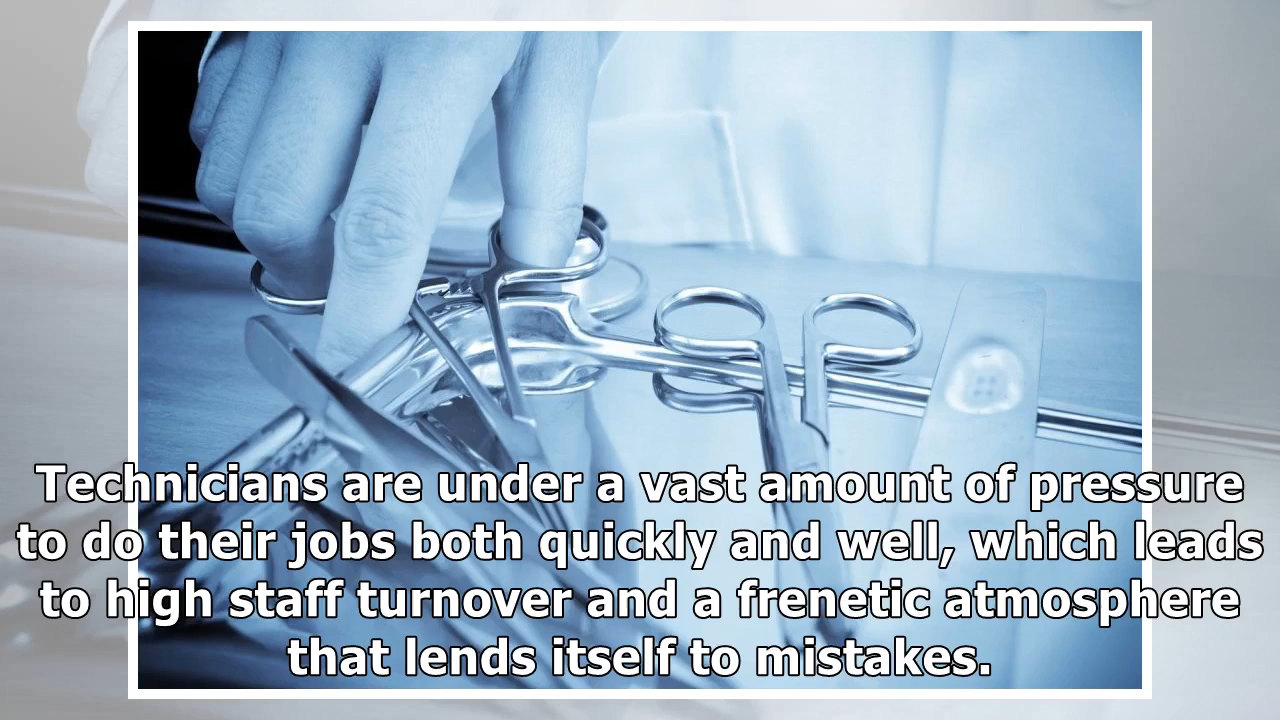 Technicians are under a vast amount of pressure
to do their jobs both quickly and well, which leads
to high staff turnover and a frenetic atmosphere
that lends itself to mistakes.